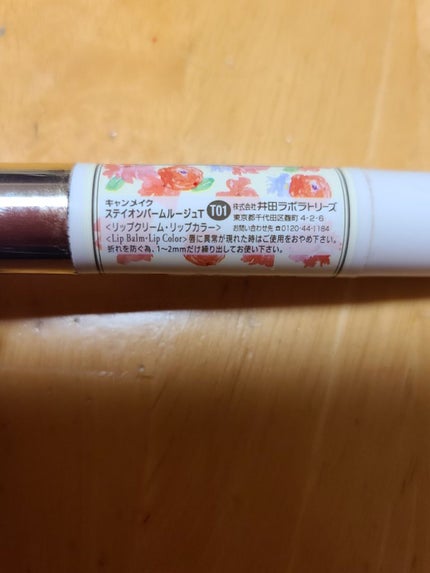 キャンメイク
ステイオンバームルージュT T01
<リップクリーム・リップカラー>
株式会社 井田ラボラトリーズ
東京都千代田区麹町4-2-6
お問い合わせ先 ☎0120-44-1184
<Lip Balm・Lip Color>唇に異常が現れた時はご使用をおやめ下さい。
折れを防ぐ為、1〜2mmだけ繰り出してお使い下さい。